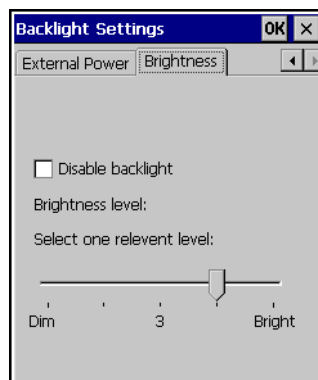 Backlight Settings OK ×
External Power Brightness
Disable backlight
Brightness level:
Select one relevent level:
Dim 3 Bright